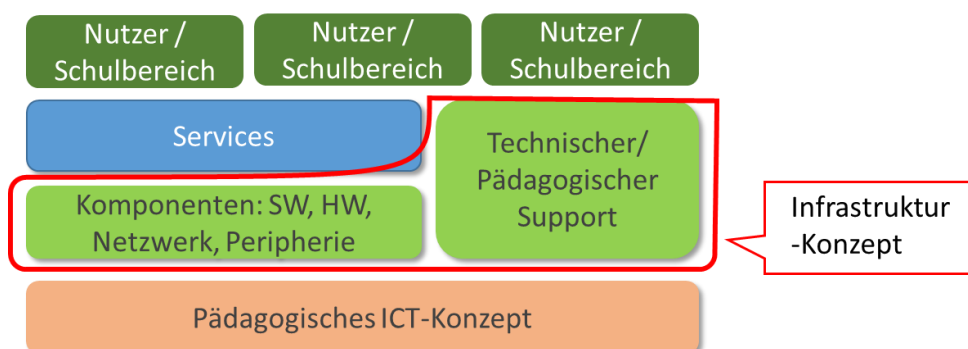 Nutzer /
Schulbereich
Nutzer /
Schulbereich
Nutzer /
Schulbereich
Services
Technischer/
Pädagogischer
Support
Komponenten: SW, HW,
Netzwerk, Peripherie
Infrastruktur
-Konzept
Pädagogisches ICT-Konzept